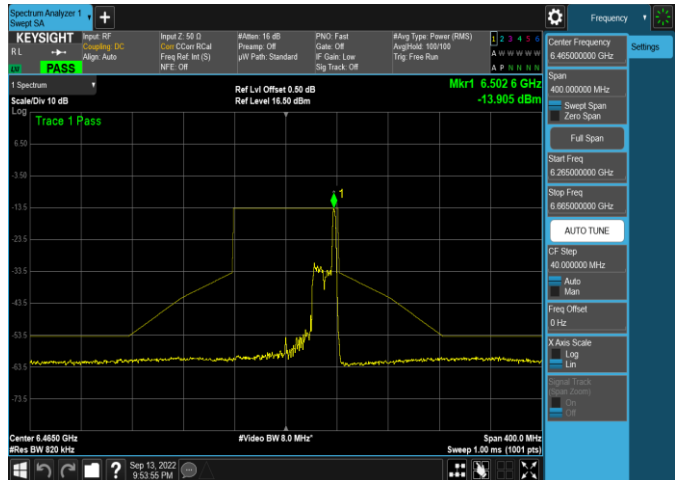 Spectrum Analyzer 1
Swept SA
+
Frequency
KEYSIGHT
RL
PASS
Input: RF
Coupling: DC
Align: Auto
Input Z: 50 Ω
Corr CCorr RCal
Freq Ref: Int (S)
NFE: Off
#Atten: 16 dB
Preamp: Off
µW Path: Standard
PNO: Fast
Gate: Off
IF Gain: Low
Sig Track: Off
#Avg Type: Power (RMS)
Avg|Hold: 100/100
Trig: Free Run
1 2 3 4 5 6
A W W W W W
A P N N N N
1 Spectrum
Scale/Div 10 dB
Log
Ref Lvl Offset 0.50 dB
Ref Level 16.50 dBm
Mkr1 6.502 6 GHz
-13.905 dBm
Trace 1 Pass
1
6.50
-3.50
-13.5
-23.5
-33.5
-43.5
-53.5
-63.5
-73.5
Center 6.4650 GHz
#Res BW 820 kHz
#Video BW 8.0 MHz*
Span 400.0 MHz
Sweep 1.00 ms (1001 pts)
Center Frequency
6.465000000 GHz
Settings
Span
400.000000 MHz
Swept Span
Zero Span
Full Span
Start Freq
6.265000000 GHz
Stop Freq
6.665000000 GHz
AUTO TUNE
CF Step
40.000000 MHz
Auto
Man
Freq Offset
0 Hz
X Axis Scale
Log
Lin
Signal Track
(Span Zoom)
On
Off
?
Sep 13, 2022
9:53:55 PM